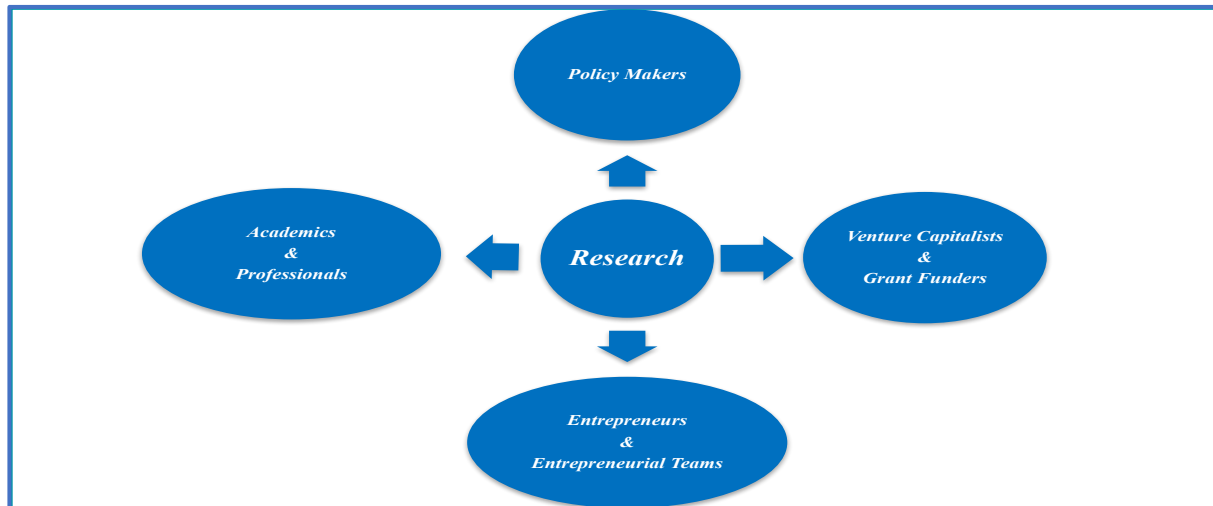 Policy Makers
Academics
&
Professionals
Research
Venture Capitalists
&
Grant Funders
Entrepreneurs
&
Entrepreneurial Teams